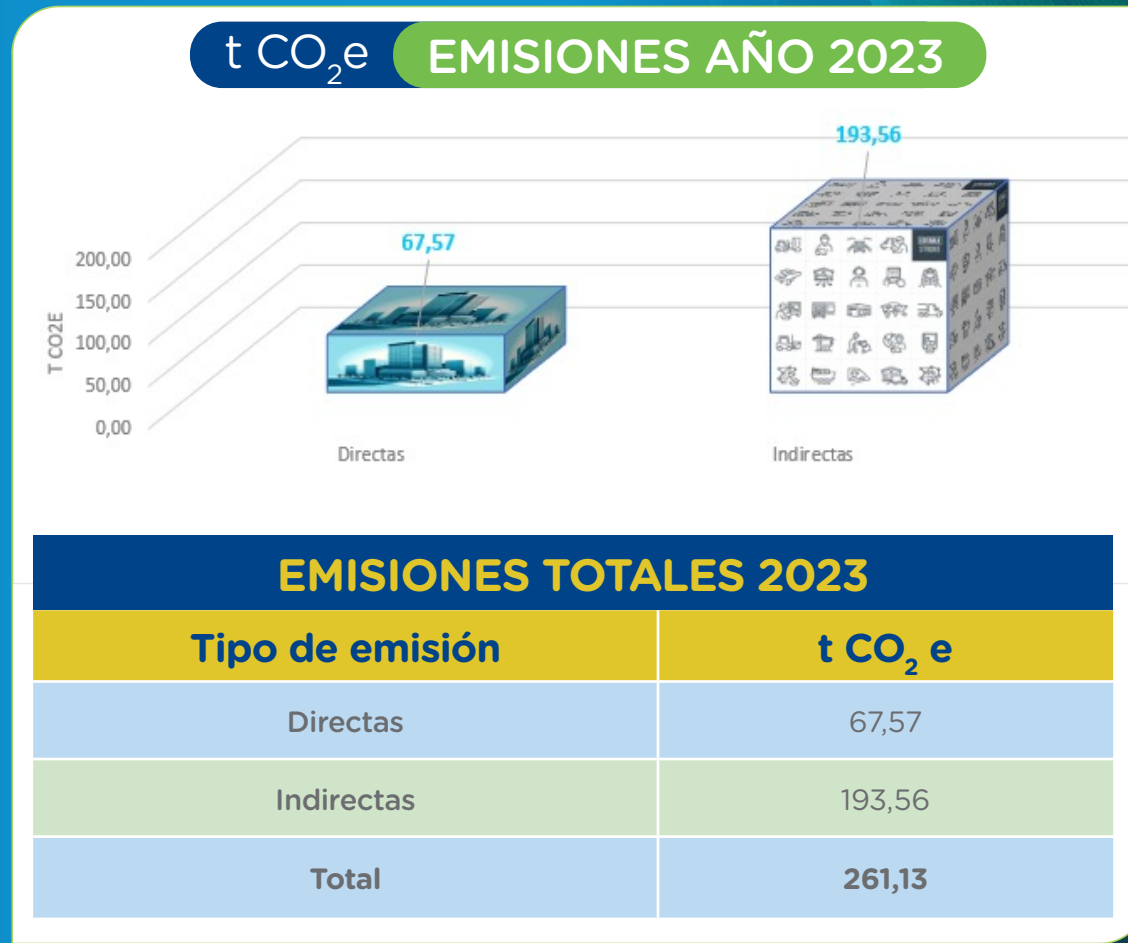 t CO₂e EMISIONES AÑO 2023
193,56
67,57
200,00
150,00
100,00
50,00
0,00
T CO2E
Directas Indirectas
EMISIONES TOTALES 2023
Tipo de emisión t CO₂ e
Directas 67,57
Indirectas 193,56
Total 261,13